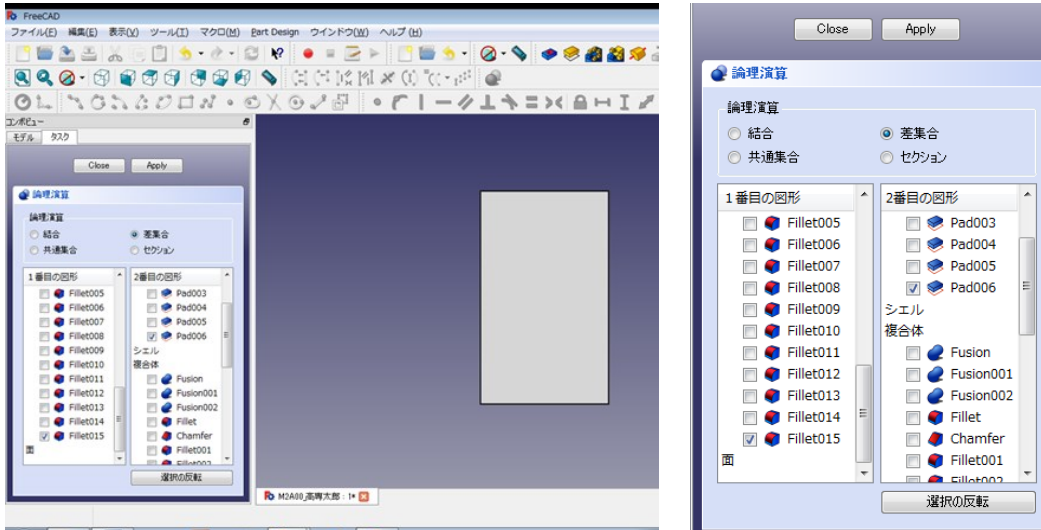 FreeCAD
ファイル(F) 編集(E) 表示(V) ツール(T) マクロ(M) Part Design ウインドウ(W) ヘルプ(H)
コンボビュー
モデル タスク
Close Apply
論理演算
論理演算
結合 差集合
共通集合 セクション
1番目の図形 2番目の図形
Fillet005 Pad003
Fillet006 Pad004
Fillet007 Pad005
Fillet008 Pad006
Fillet009 シェル
Fillet010 複合体
Fillet011 Fusion
Fillet012 Fusion001
Fillet013 Fusion002
Fillet014 Fillet
Fillet015 Chamfer
面 Fillet001
Fillet002
選択の反転
M2A00_高専太郎 : 1*
Close Apply
論理演算
論理演算
結合 差集合
共通集合 セクション
1番目の図形 2番目の図形
Fillet005 Pad003
Fillet006 Pad004
Fillet007 Pad005
Fillet008 Pad006
Fillet009 シェル
Fillet010 複合体
Fillet011 Fusion
Fillet012 Fusion001
Fillet013 Fusion002
Fillet014 Fillet
Fillet015 Chamfer
面 Fillet001
Fillet002
選択の反転